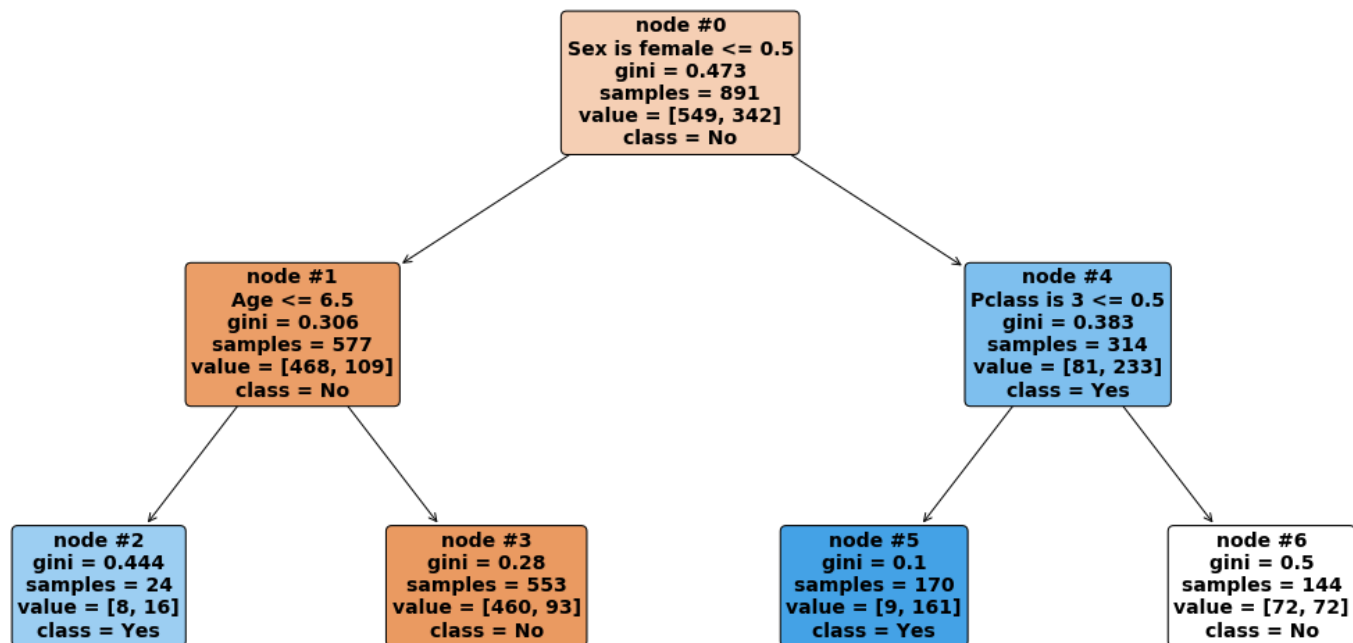 node #0
Sex is female <= 0.5
gini = 0.473
samples = 891
value = [549, 342]
class = No
node #1
Age <= 6.5
gini = 0.306
samples = 577
value = [468, 109]
class = No
node #4
Pclass is 3 <= 0.5
gini = 0.383
samples = 314
value = [81, 233]
class = Yes
node #2
gini = 0.444
samples = 24
value = [8, 16]
class = Yes
node #3
gini = 0.28
samples = 553
value = [460, 93]
class = No
node #5
gini = 0.1
samples = 170
value = [9, 161]
class = Yes
node #6
gini = 0.5
samples = 144
value = [72, 72]
class = No